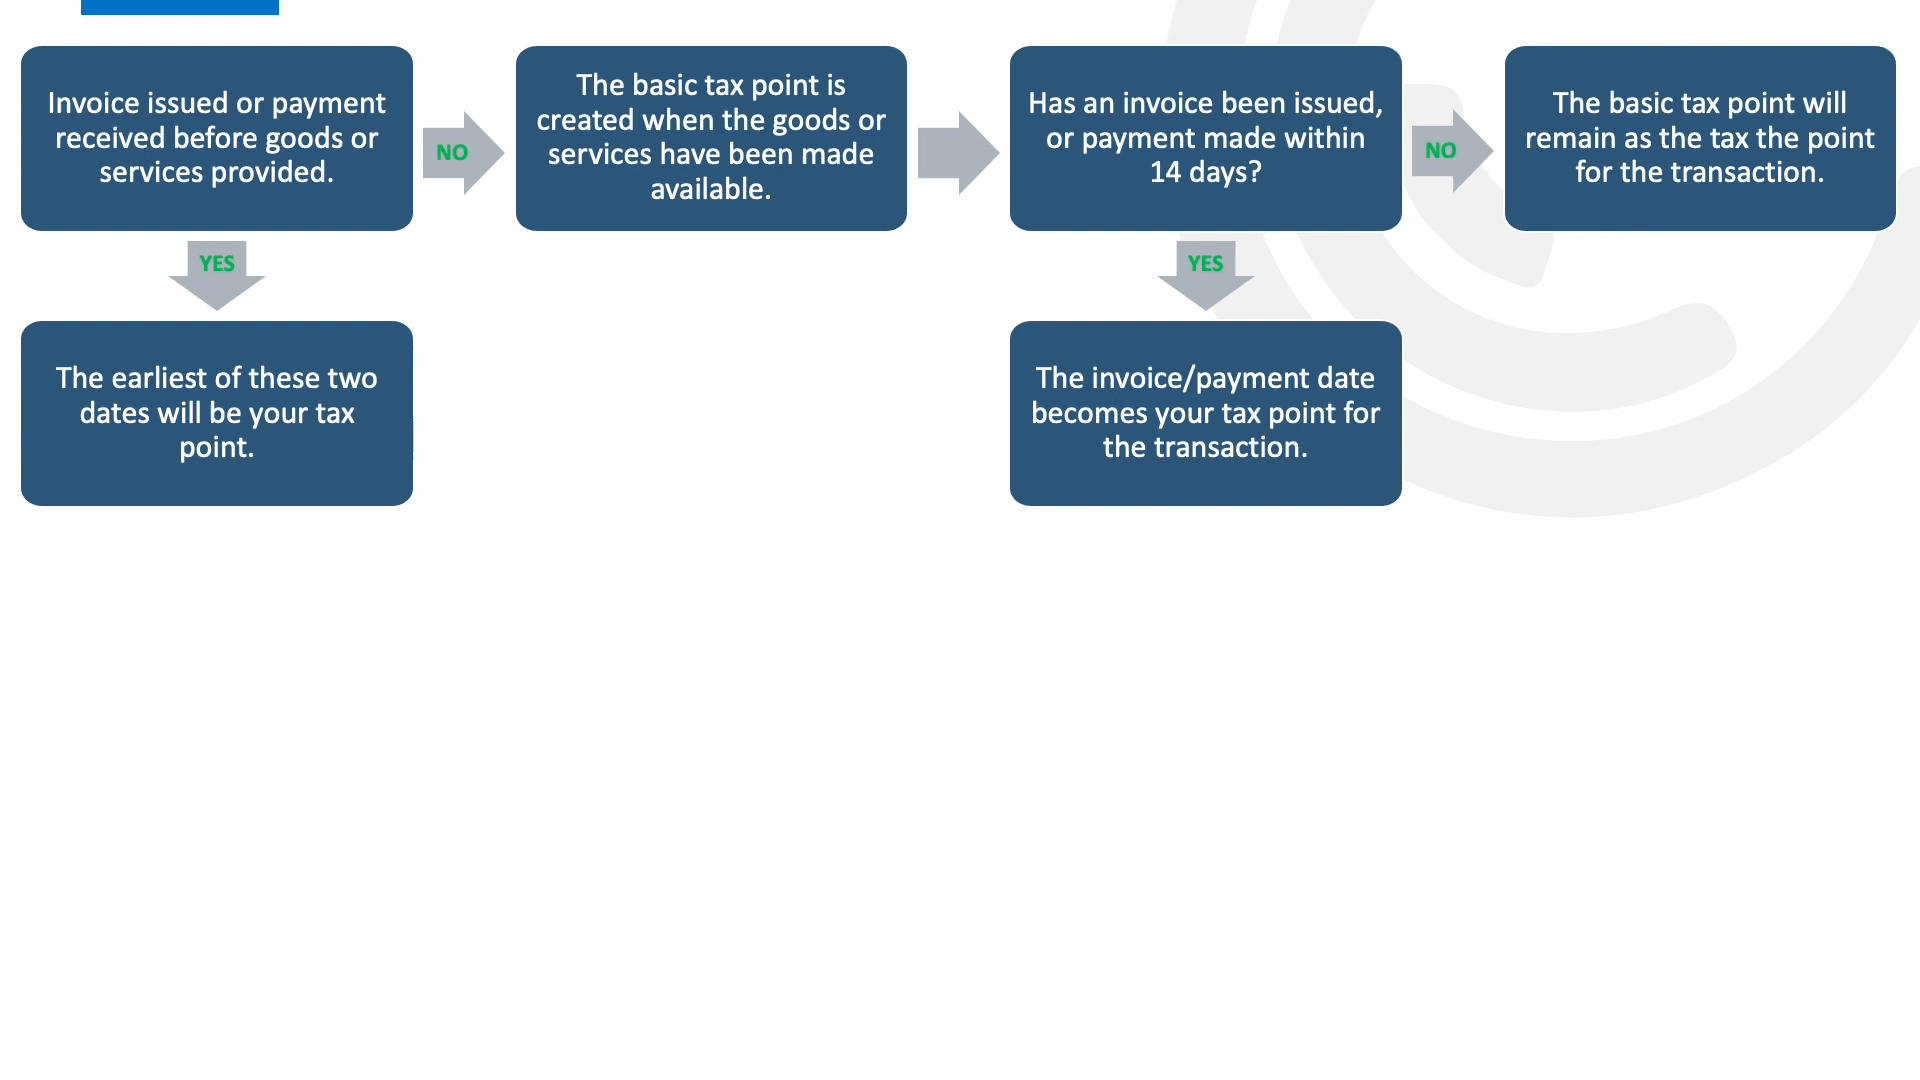 Invoice issued or payment
received before goods or
services provided.
NO
The basic tax point is
created when the goods or
services have been made
available.
Has an invoice been issued,
or payment made within
14 days?
NO
The basic tax point will
remain as the tax the point
for the transaction.
YES
YES
The earliest of these two
dates will be your tax
point.
The invoice/payment date
becomes your tax point for
the transaction.